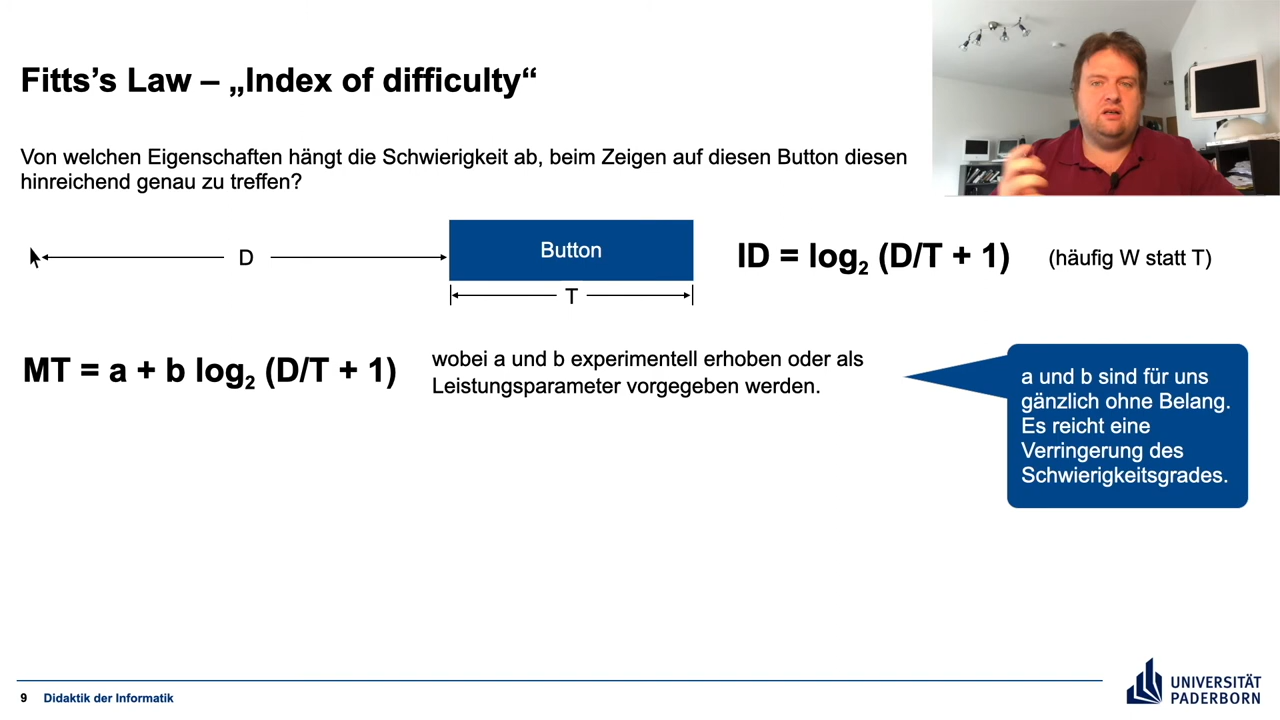 Fitts’s Law – „Index of difficulty“
Von welchen Eigenschaften hängt die Schwierigkeit ab, beim Zeigen auf diesen Button diesen
hinreichend genau zu treffen?
D
Button
T
ID = log₂ (D/T + 1)
(häufig W statt T)
MT = a + b log₂ (D/T + 1)
wobei a und b experimentell erhoben oder als
Leistungsparameter vorgegeben werden.
a und b sind für uns
gänzlich ohne Belang.
Es reicht eine
Verringerung des
Schwierigkeitsgrades.
9 Didaktik der Informatik
UNIVERSITÄT
PADERBORN